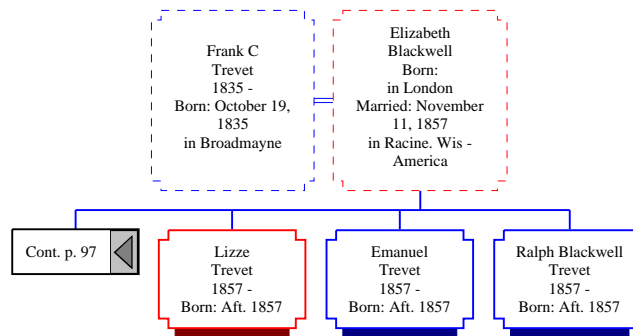 Frank C
Trevet
1835 -
Born: October 19,
1835
in Broadmayne
Elizabeth
Blackwell
Born:
in London
Married: November
11, 1857
in Racine. Wis -
America
Cont. p. 97
Lizze
Trevet
1857 -
Born: Aft. 1857
Emanuel
Trevet
1857 -
Born: Aft. 1857
Ralph Blackwell
Trevet
1857 -
Born: Aft. 1857